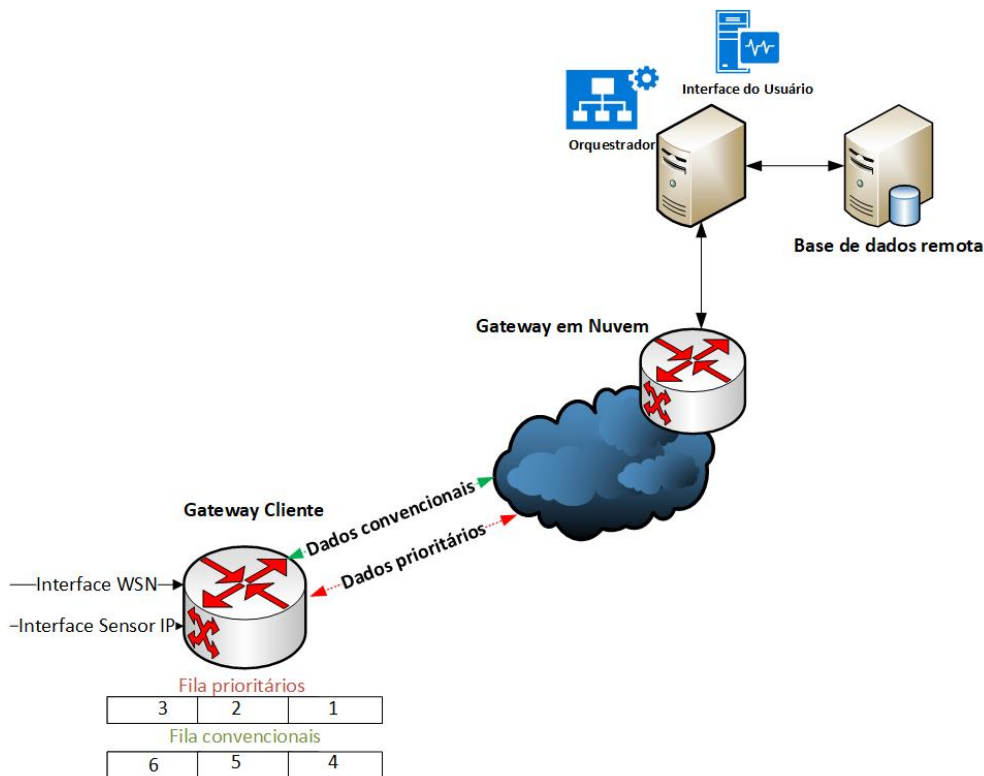 Interface do Usuário
Orquestrador
Base de dados remota
Gateway em Nuvem
Gateway Cliente
Dados convencionais
Dados prioritários
Interface WSN
Interface Sensor IP
Fila prioritários
3 2 1
Fila convencionais
6 5 4